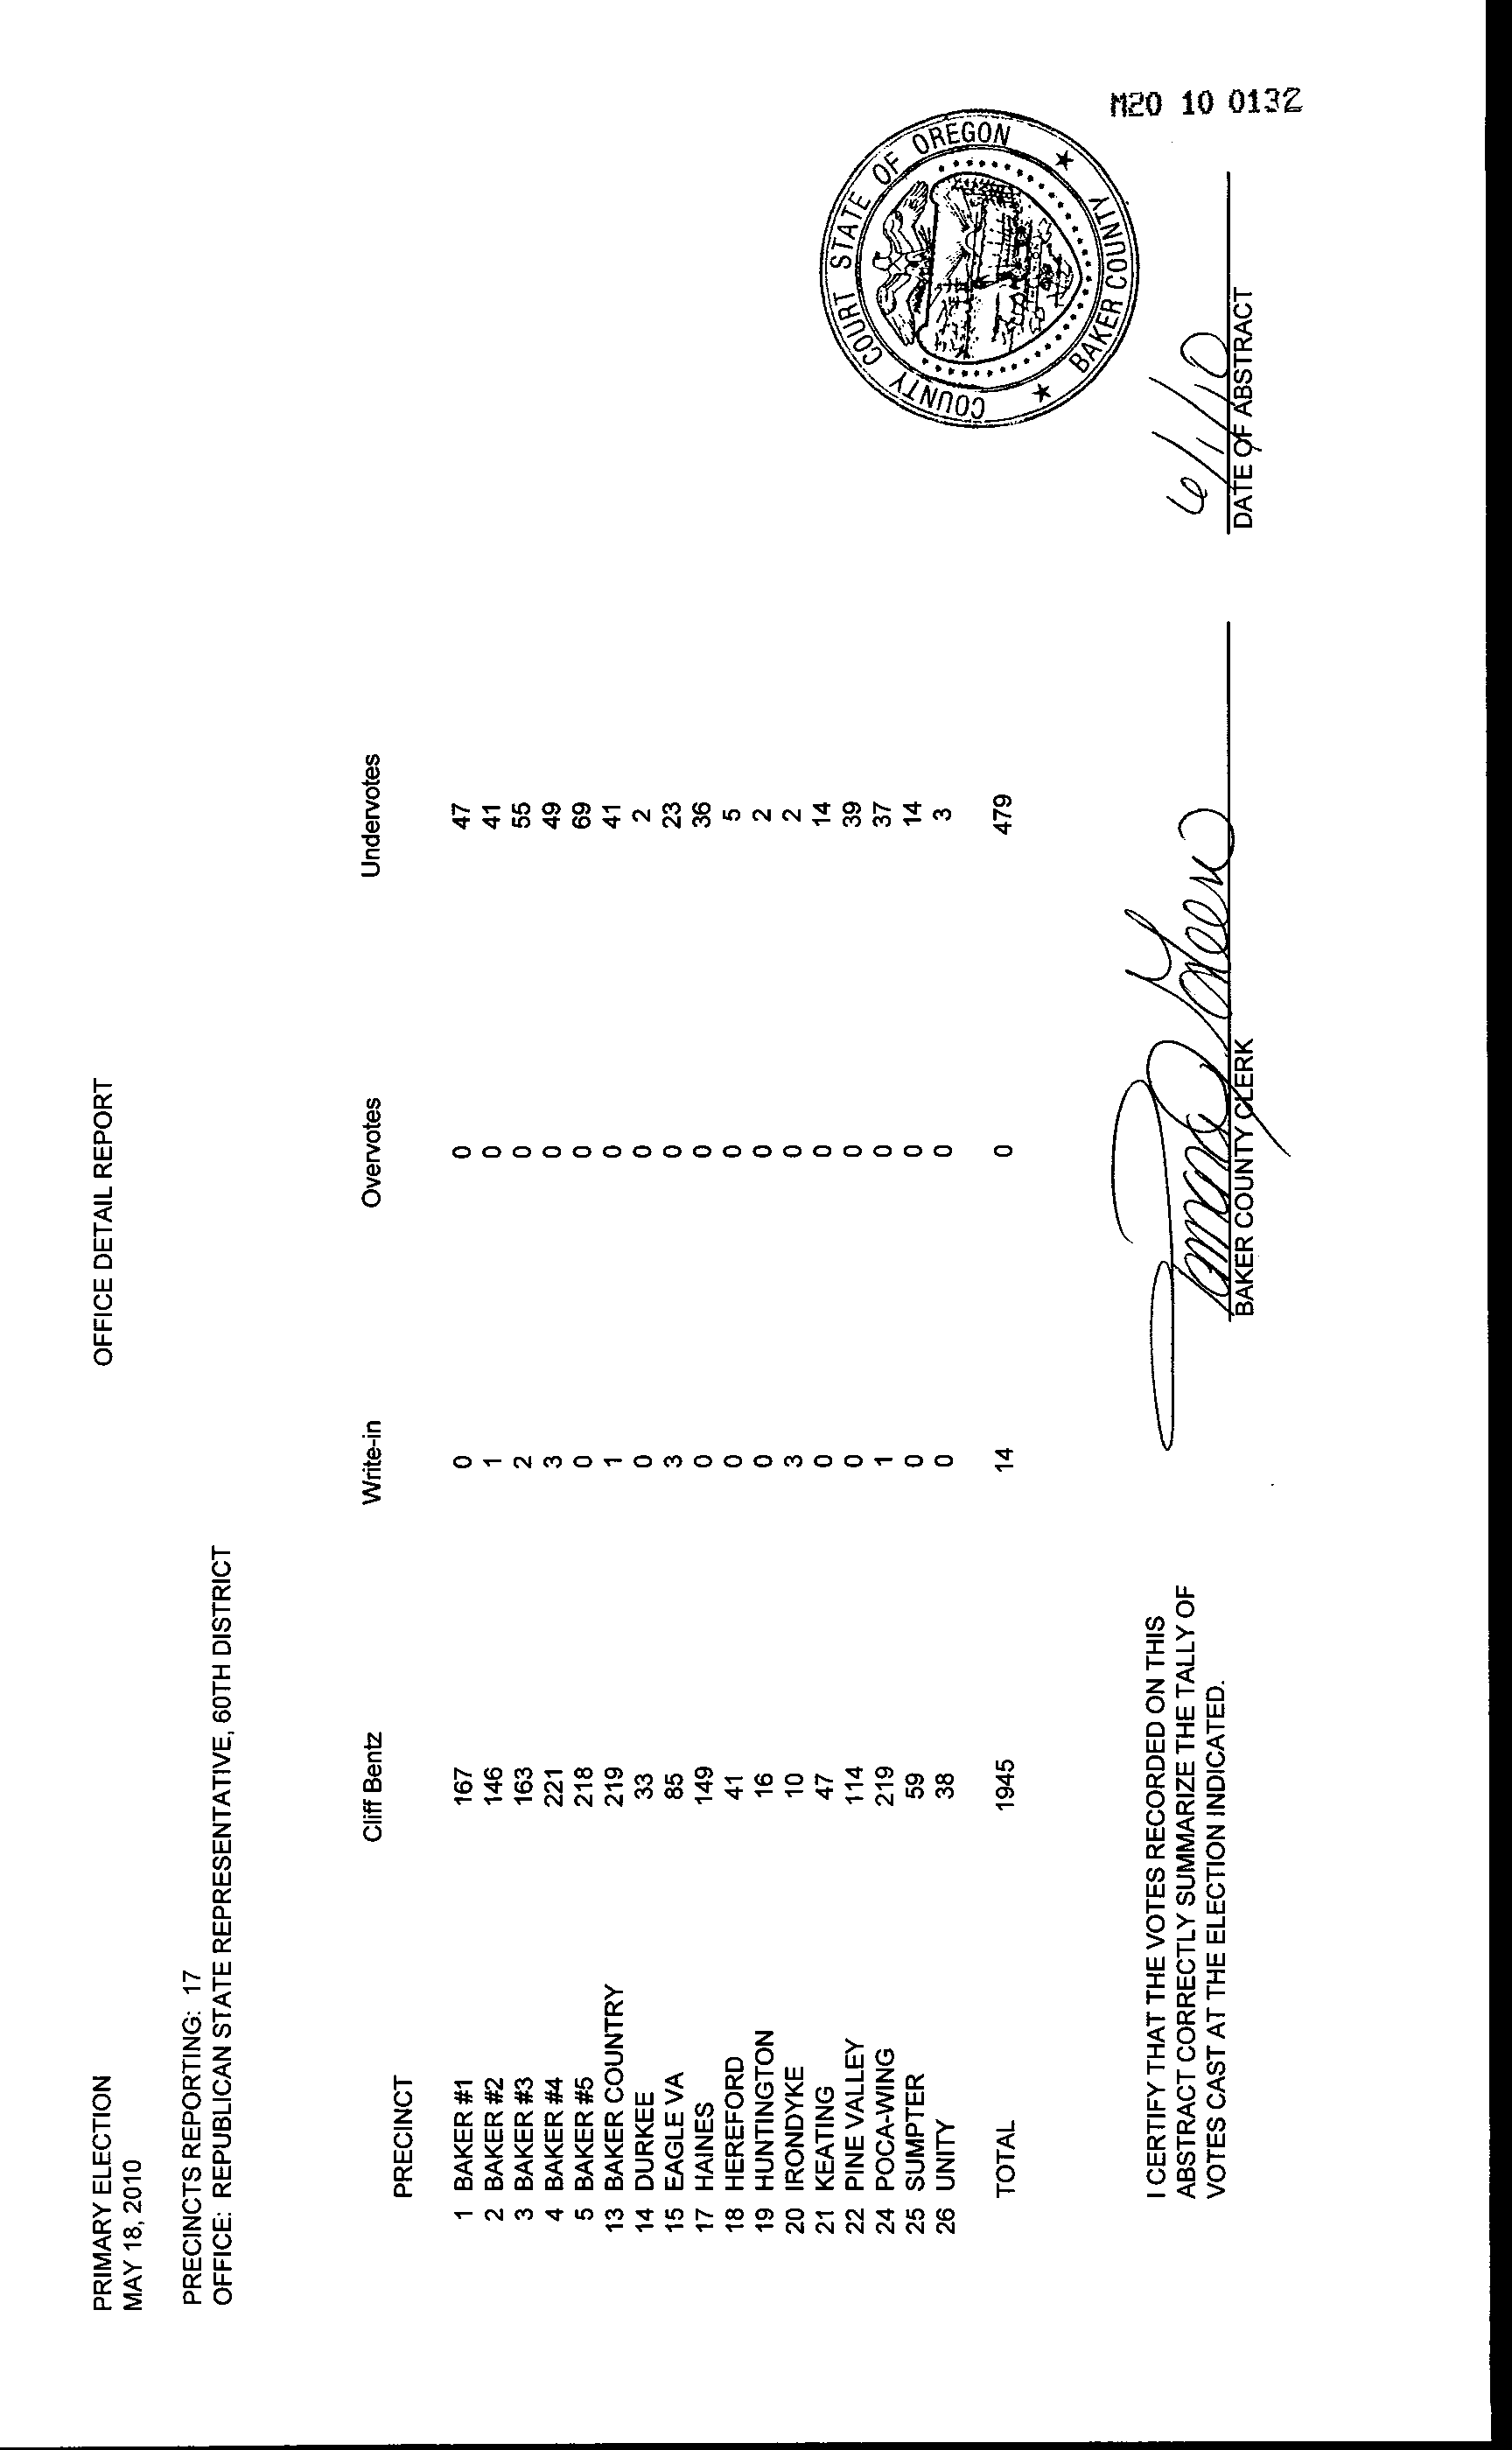 PRIMARY ELECTION OFFICE DETAIL REPORT
MAY 18, 2010
PRECINCTS REPORTING: 17
OFFICE: REPUBLICAN STATE REPRESENTATIVE, 60TH DISTRICT
PRECINCT Cliff Bentz Write-in Overvotes Undervotes
1 BAKER #1 167 0 0 47
2 BAKER #2 146 1 0 41
3 BAKER #3 163 2 0 55
4 BAKER #4 221 3 0 49
5 BAKER #5 218 0 0 69
13 BAKER COUNTRY 219 1 0 41
14 DURKEE 33 0 0 2
15 EAGLE VA 85 3 0 23
17 HAINES 149 0 0 36
18 HEREFORD 41 0 0 5
19 HUNTINGTON 16 0 0 2
20 IRONDYKE 10 3 0 2
21 KEATING 47 0 0 14
22 PINE VALLEY 114 0 0 39
24 POCA-WING 219 1 0 37
25 SUMPTER 59 0 0 14
26 UNITY 38 0 0 3
TOTAL 1945 14 0 479
COUNTY COURT STATE OF OREGON
★ BAKER COUNTY ★
I CERTIFY THAT THE VOTES RECORDED ON THIS
ABSTRACT CORRECTLY SUMMARIZE THE TALLY OF
VOTES CAST AT THE ELECTION INDICATED.
Green
6/1/10
BAKER COUNTY CLERK DATE OF ABSTRACT
M20 10 0132